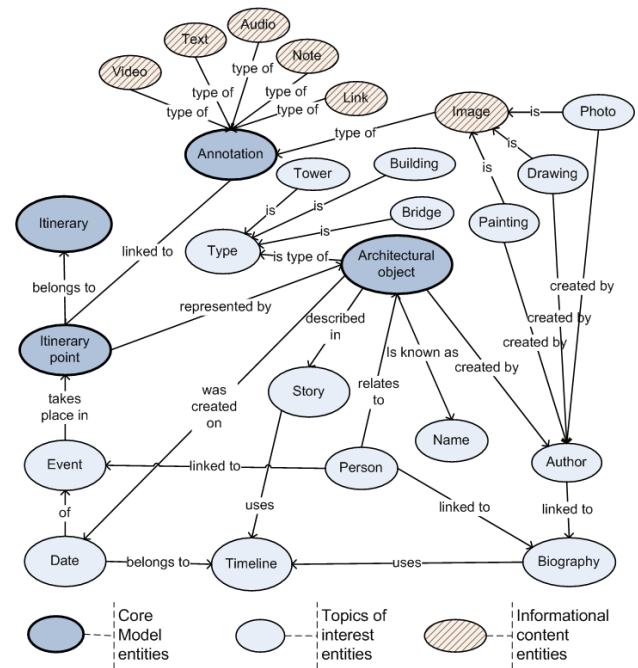 Audio
Text
Note
Video
type of
type of
type of
type of
type of
Link
Image
is
Photo
type of
Annotation
is
Drawing
Tower
Building
is
Painting
is
is
Bridge
is
Itinerary
linked to
Type
is type of
Architectural
object
belongs to
created by
represented by
described
in
created by
created by
Itinerary
point
Is known as
created by
was
created
on
Story
relates
to
takes
place in
Name
Event
linked to
Person
Author
of
uses
linked to
linked to
Date
belongs to
Timeline
uses
Biography
Core
Model
entities
Topics of
interest
entities
Informational
content
entities